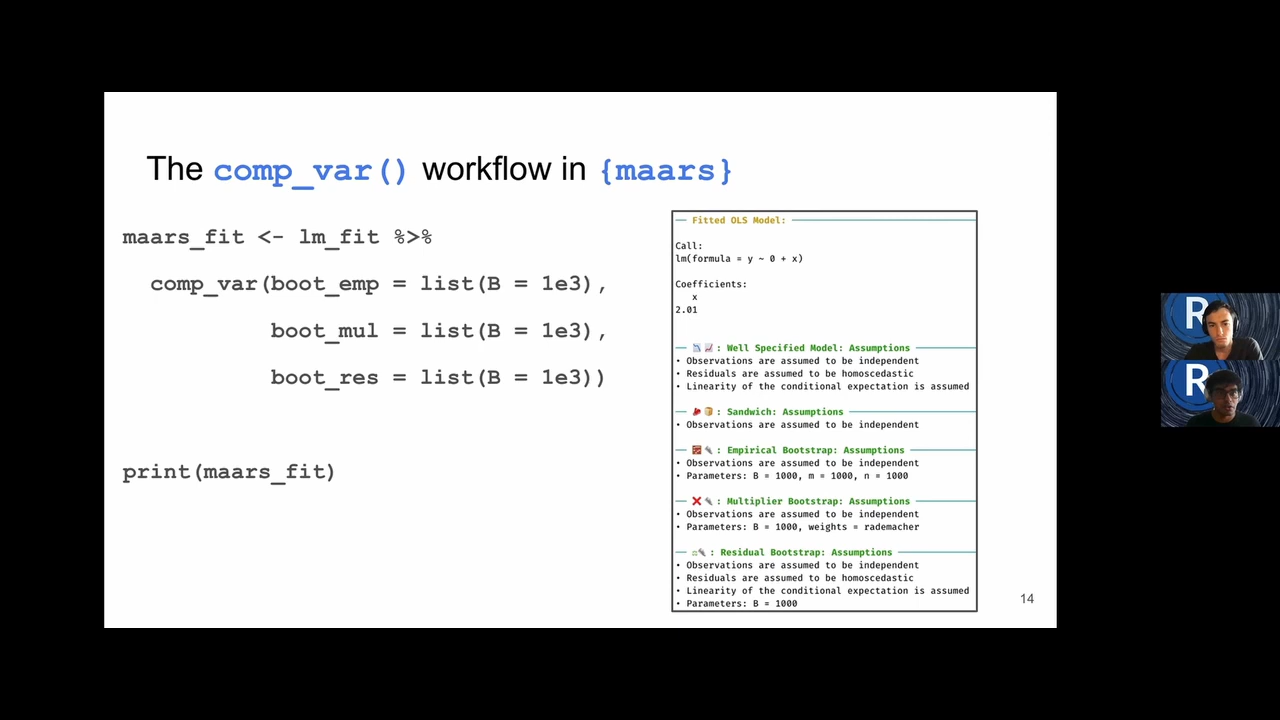 The comp_var() workflow in {maars}
maars_fit <- lm_fit %>%
comp_var(boot_emp = list(B = 1e3),
boot_mul = list(B = 1e3),
boot_res = list(B = 1e3))
print(maars_fit)
Fitted OLS Model:
Call:
lm(formula = y ~ 0 + x)
Coefficients:
x
2.01
: Well Specified Model: Assumptions
• Observations are assumed to be independent
• Residuals are assumed to be homoscedastic
• Linearity of the conditional expectation is assumed
: Sandwich: Assumptions
• Observations are assumed to be independent
: Empirical Bootstrap: Assumptions
• Observations are assumed to be independent
• Parameters: B = 1000, m = 1000, n = 1000
: Multiplier Bootstrap: Assumptions
• Observations are assumed to be independent
• Parameters: B = 1000, weights = rademacher
: Residual Bootstrap: Assumptions
• Observations are assumed to be independent
• Residuals are assumed to be homoscedastic
• Linearity of the conditional expectation is assumed
• Parameters: B = 1000
14
R
R